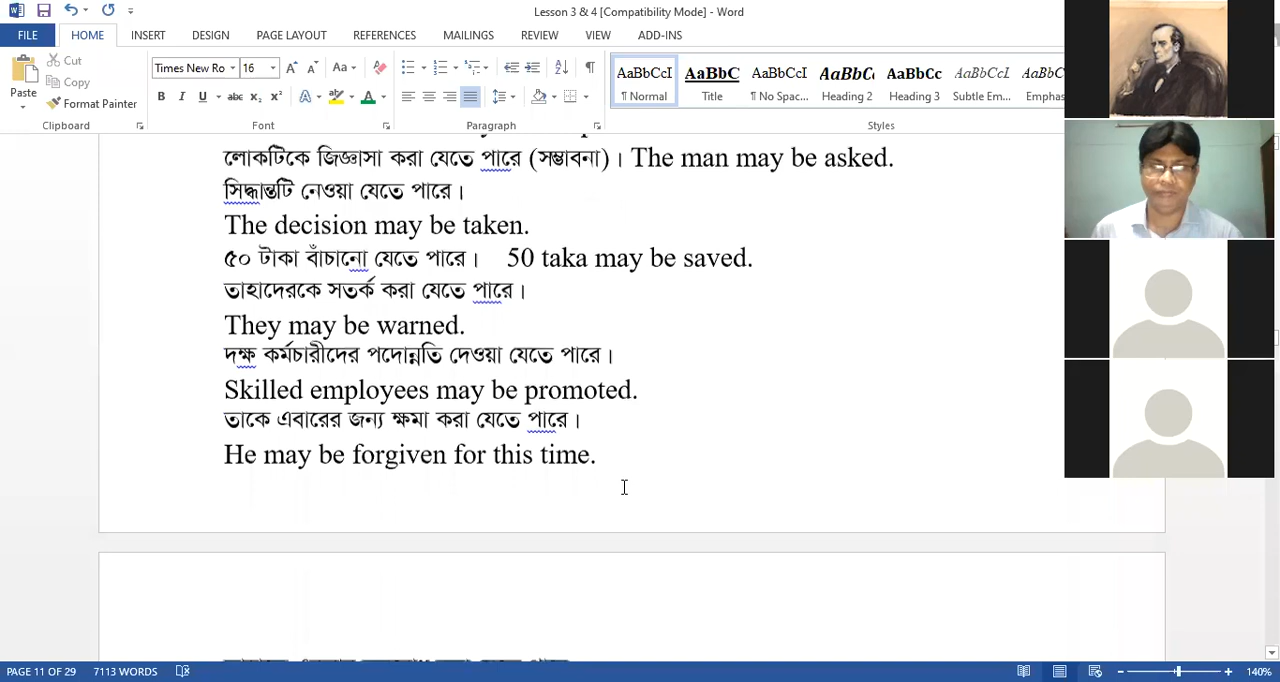 Lesson 3 & 4 [Compatibility Mode] - Word
FILE HOME INSERT DESIGN PAGE LAYOUT REFERENCES MAILINGS REVIEW VIEW ADD-INS
Paste
Cut
Copy
Format Painter
Clipboard
Times New Ro 16
Font
Paragraph
AaBbCcI AaBbC AaBbCcI AaBbCc AaBbCc AaBbCcI AaBbC
¶ Normal Title ¶ No Spac... Heading 2 Heading 3 Subtle Em... Emphas
Styles
লোকটিকে জিজ্ঞাসা করা যেতে পারে (সম্ভাবনা)। The man may be asked.
সিদ্ধান্তটি নেওয়া যেতে পারে।
The decision may be taken.
৫০ টাকা বাঁচানো যেতে পারে। 50 taka may be saved.
তাহাদেরকে সতর্ক করা যেতে পারে।
They may be warned.
দক্ষ কর্মচারীদের পদোন্নতি দেওয়া যেতে পারে।
Skilled employees may be promoted.
তাকে এবারের জন্য ক্ষমা করা যেতে পারে।
He may be forgiven for this time.
PAGE 11 OF 29 7113 WORDS 140%